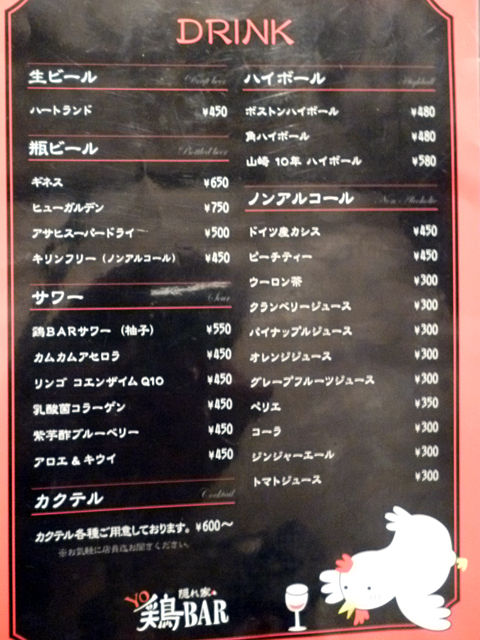 DRINK
生ビール Draft beer
ハートランド ¥450
瓶ビール Bottled beer
ギネス ¥650
ヒューガルデン ¥750
アサヒスーパードライ ¥500
キリンフリー（ノンアルコール） ¥450
サワー Sour
鶏BARサワー（柚子） ¥550
カムカムアセロラ ¥450
リンゴ コエンザイムQ10 ¥450
乳酸菌コラーゲン ¥450
紫芋酢ブルーベリー ¥450
アロエ＆キウイ ¥450
カクテル Cocktail
カクテル各種ご用意しております。¥600〜
※お気軽に店員迄お聞きください。
ハイボール Highball
ボストンハイボール ¥480
角ハイボール ¥480
山崎 10年 ハイボール ¥580
ノンアルコール Non Alcoholic
ドイツ産カシス ¥450
ピーチティー ¥450
ウーロン茶 ¥300
クランベリージュース ¥300
パイナップルジュース ¥300
オレンジジュース ¥300
グレープフルーツジュース ¥300
ペリエ ¥350
コーラ ¥300
ジンジャーエール ¥300
トマトジュース ¥300
隠れ家
YO 鶏BAR